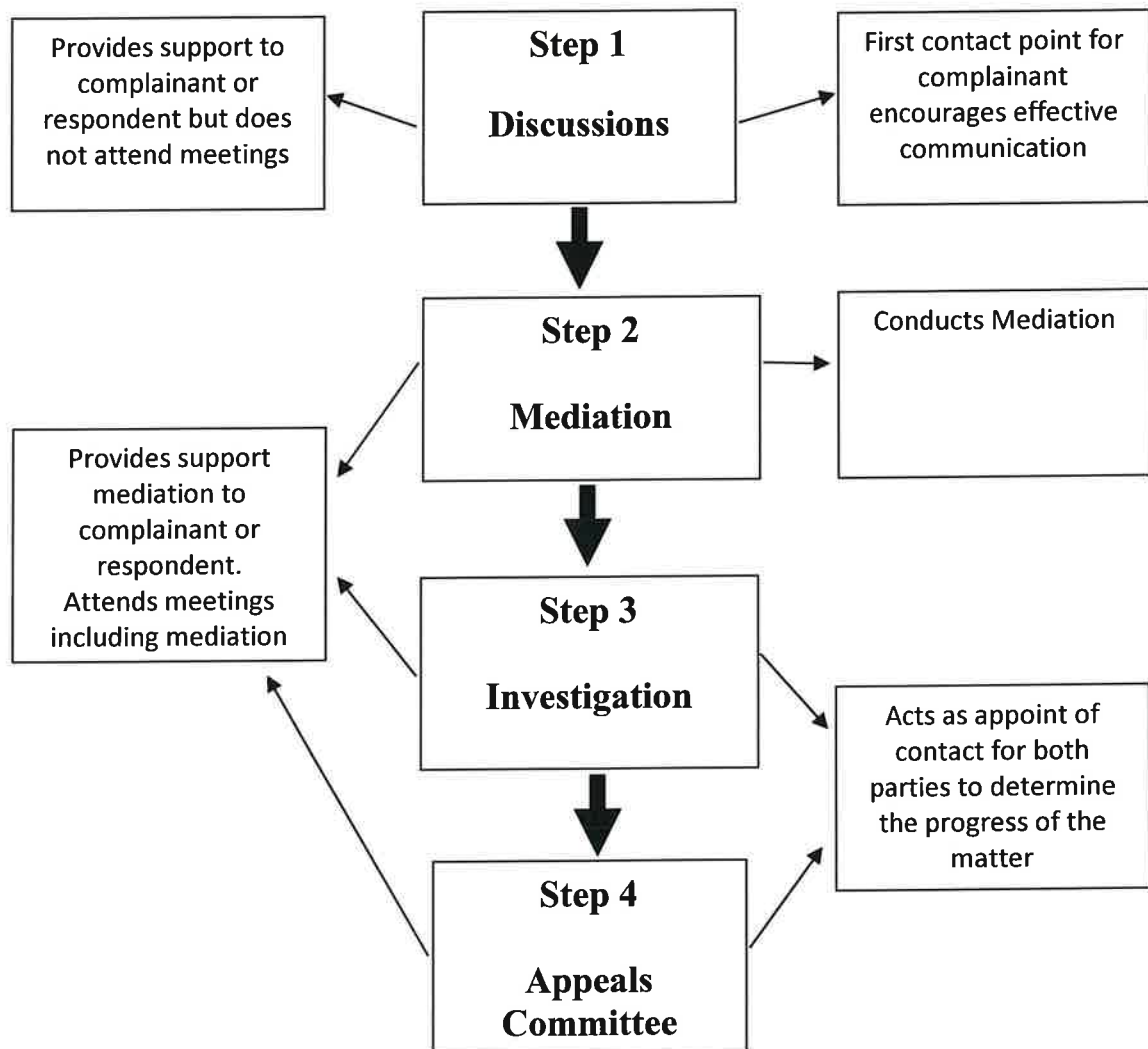 Provides support to
complainant or
respondent but does
not attend meetings
Step 1
Discussions
First contact point for
complainant
encourages effective
communication
Step 2
Mediation
Conducts Mediation
Provides support
mediation to
complainant or
respondent.
Attends meetings
including mediation
Step 3
Investigation
Acts as appoint of
contact for both
parties to determine
the progress of the
matter
Step 4
Appeals
Committee